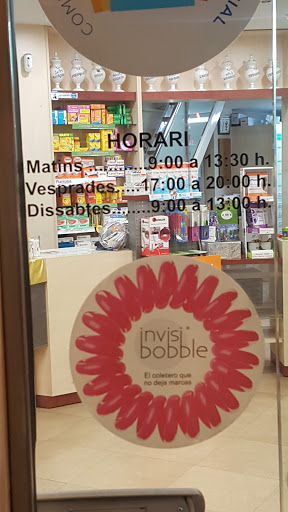 HORARI
Matins...........9:00 a 13:30 h.
Vesprades.....17:00 a 20:00 h.
Dissabtes........9:00 a 13:00 h.
invisi
bobble
El coletero que
no deja marcas